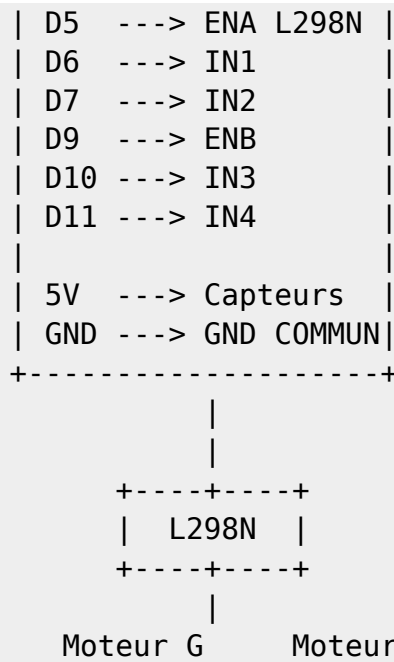 | D5  ---> ENA L298N |
| D6  ---> IN1       |
| D7  ---> IN2       |
| D9  ---> ENB       |
| D10 ---> IN3       |
| D11 ---> IN4       |
|                    |
| 5V  ---> Capteurs  |
| GND ---> GND COMMUN|
+--------------------+
            |
            |
       +----+----+
       |  L298N  |
       +----+----+
            |
    Moteur G     Moteur